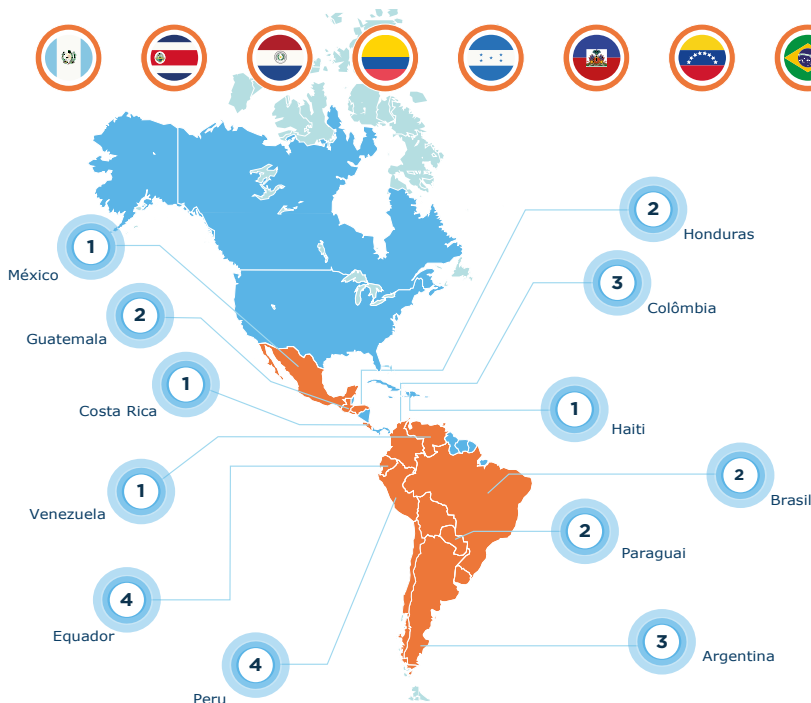 2
Honduras
1
México
3
Colômbia
2
Guatemala
1
Costa Rica
1
Haiti
1
Venezuela
2
Brasil
2
Paraguai
4
Equador
3
Argentina
4
Peru